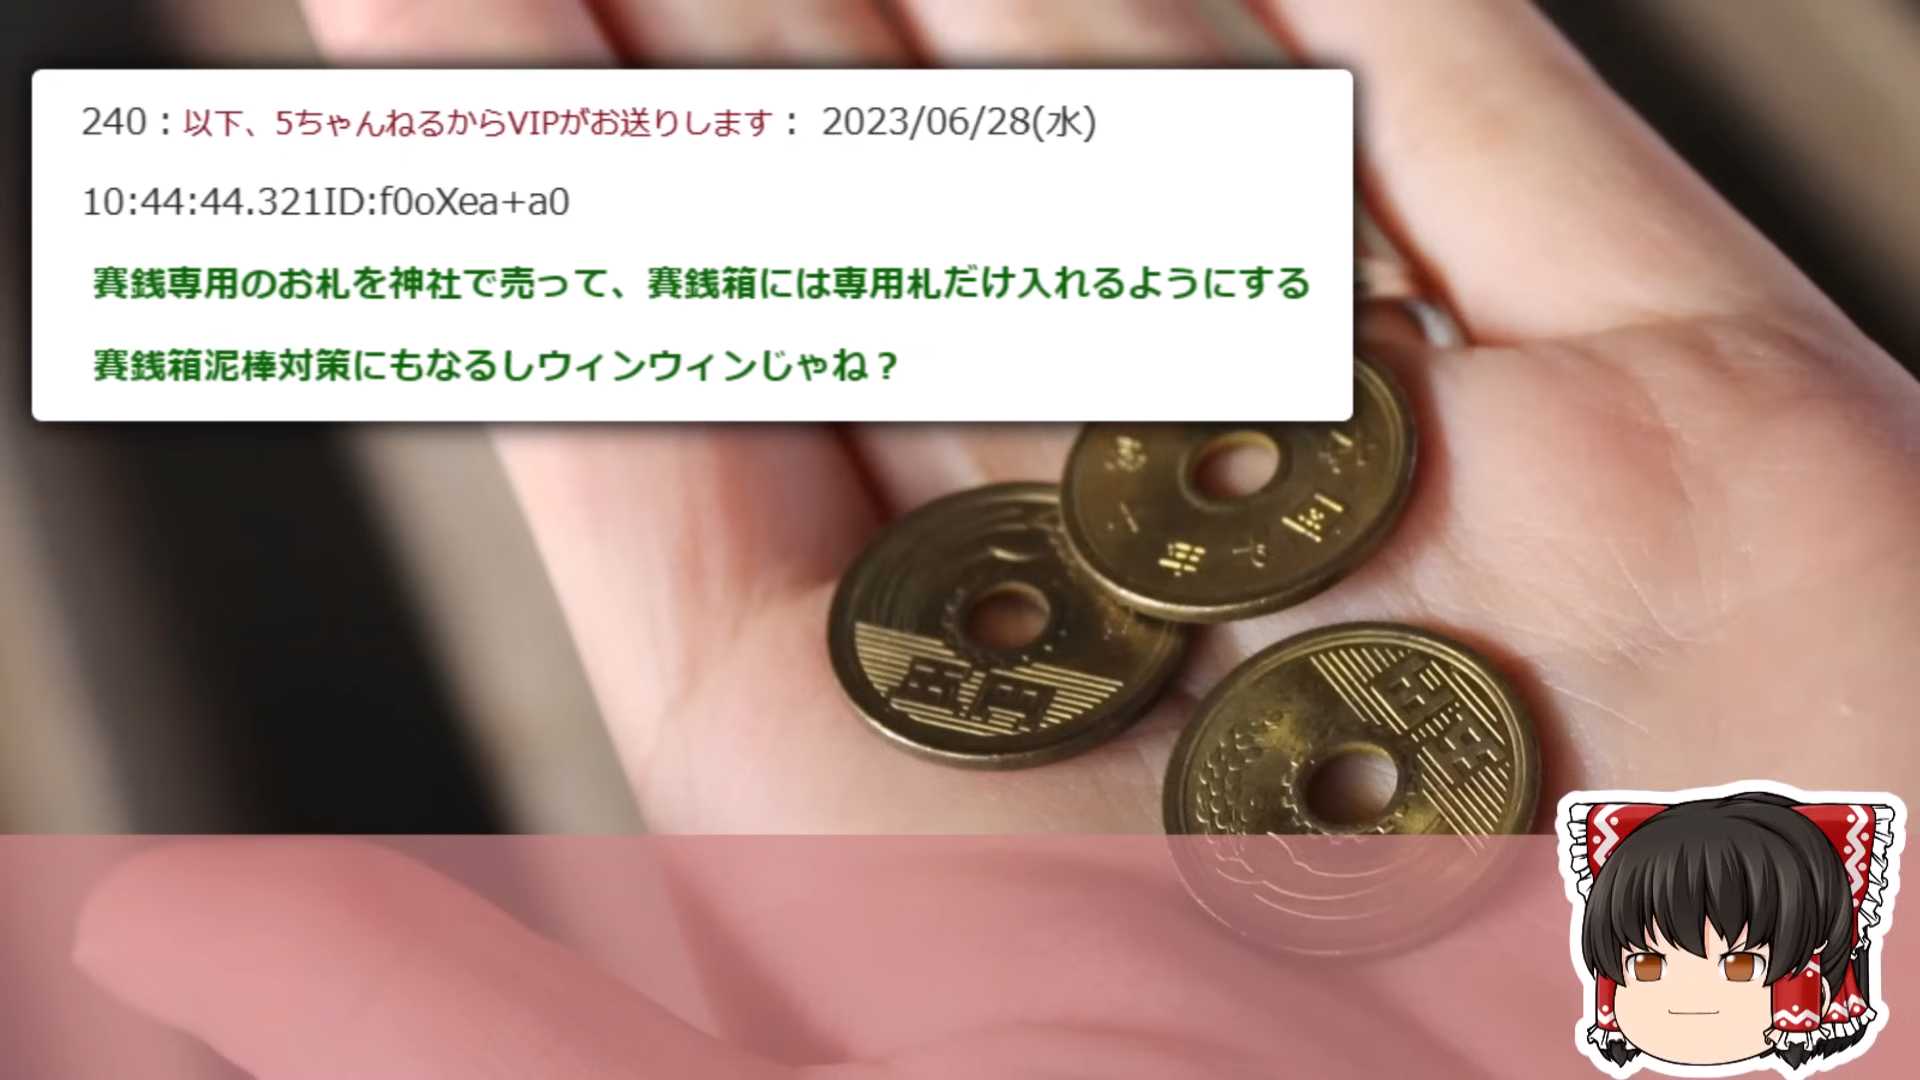 240：以下、5ちゃんねるからVIPがお送りします： 2023/06/28(水)
10:44:44.321ID:f0oXea+a0
賽銭専用のお札を神社で売って、賽銭箱には専用札だけ入れるようにする
賽銭箱泥棒対策にもなるしウィンウィンじゃね？
五円
五円